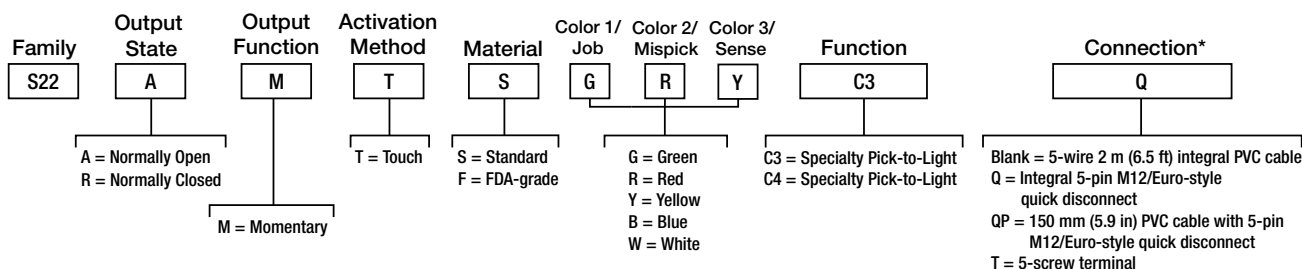 Family
Output
State
Output
Function
Activation
Method
Material
Color 1/
Job
Color 2/
Mispick
Color 3/
Sense
Function
Connection*
S22
A
M
T
S
G
R
Y
C3
Q
A = Normally Open
R = Normally Closed
M = Momentary
T = Touch
S = Standard
F = FDA-grade
G = Green
R = Red
Y = Yellow
B = Blue
W = White
C3 = Specialty Pick-to-Light
C4 = Specialty Pick-to-Light
Blank = 5-wire 2 m (6.5 ft) integral PVC cable
Q = Integral 5-pin M12/Euro-style
quick disconnect
QP = 150 mm (5.9 in) PVC cable with 5-pin
M12/Euro-style quick disconnect
T = 5-screw terminal